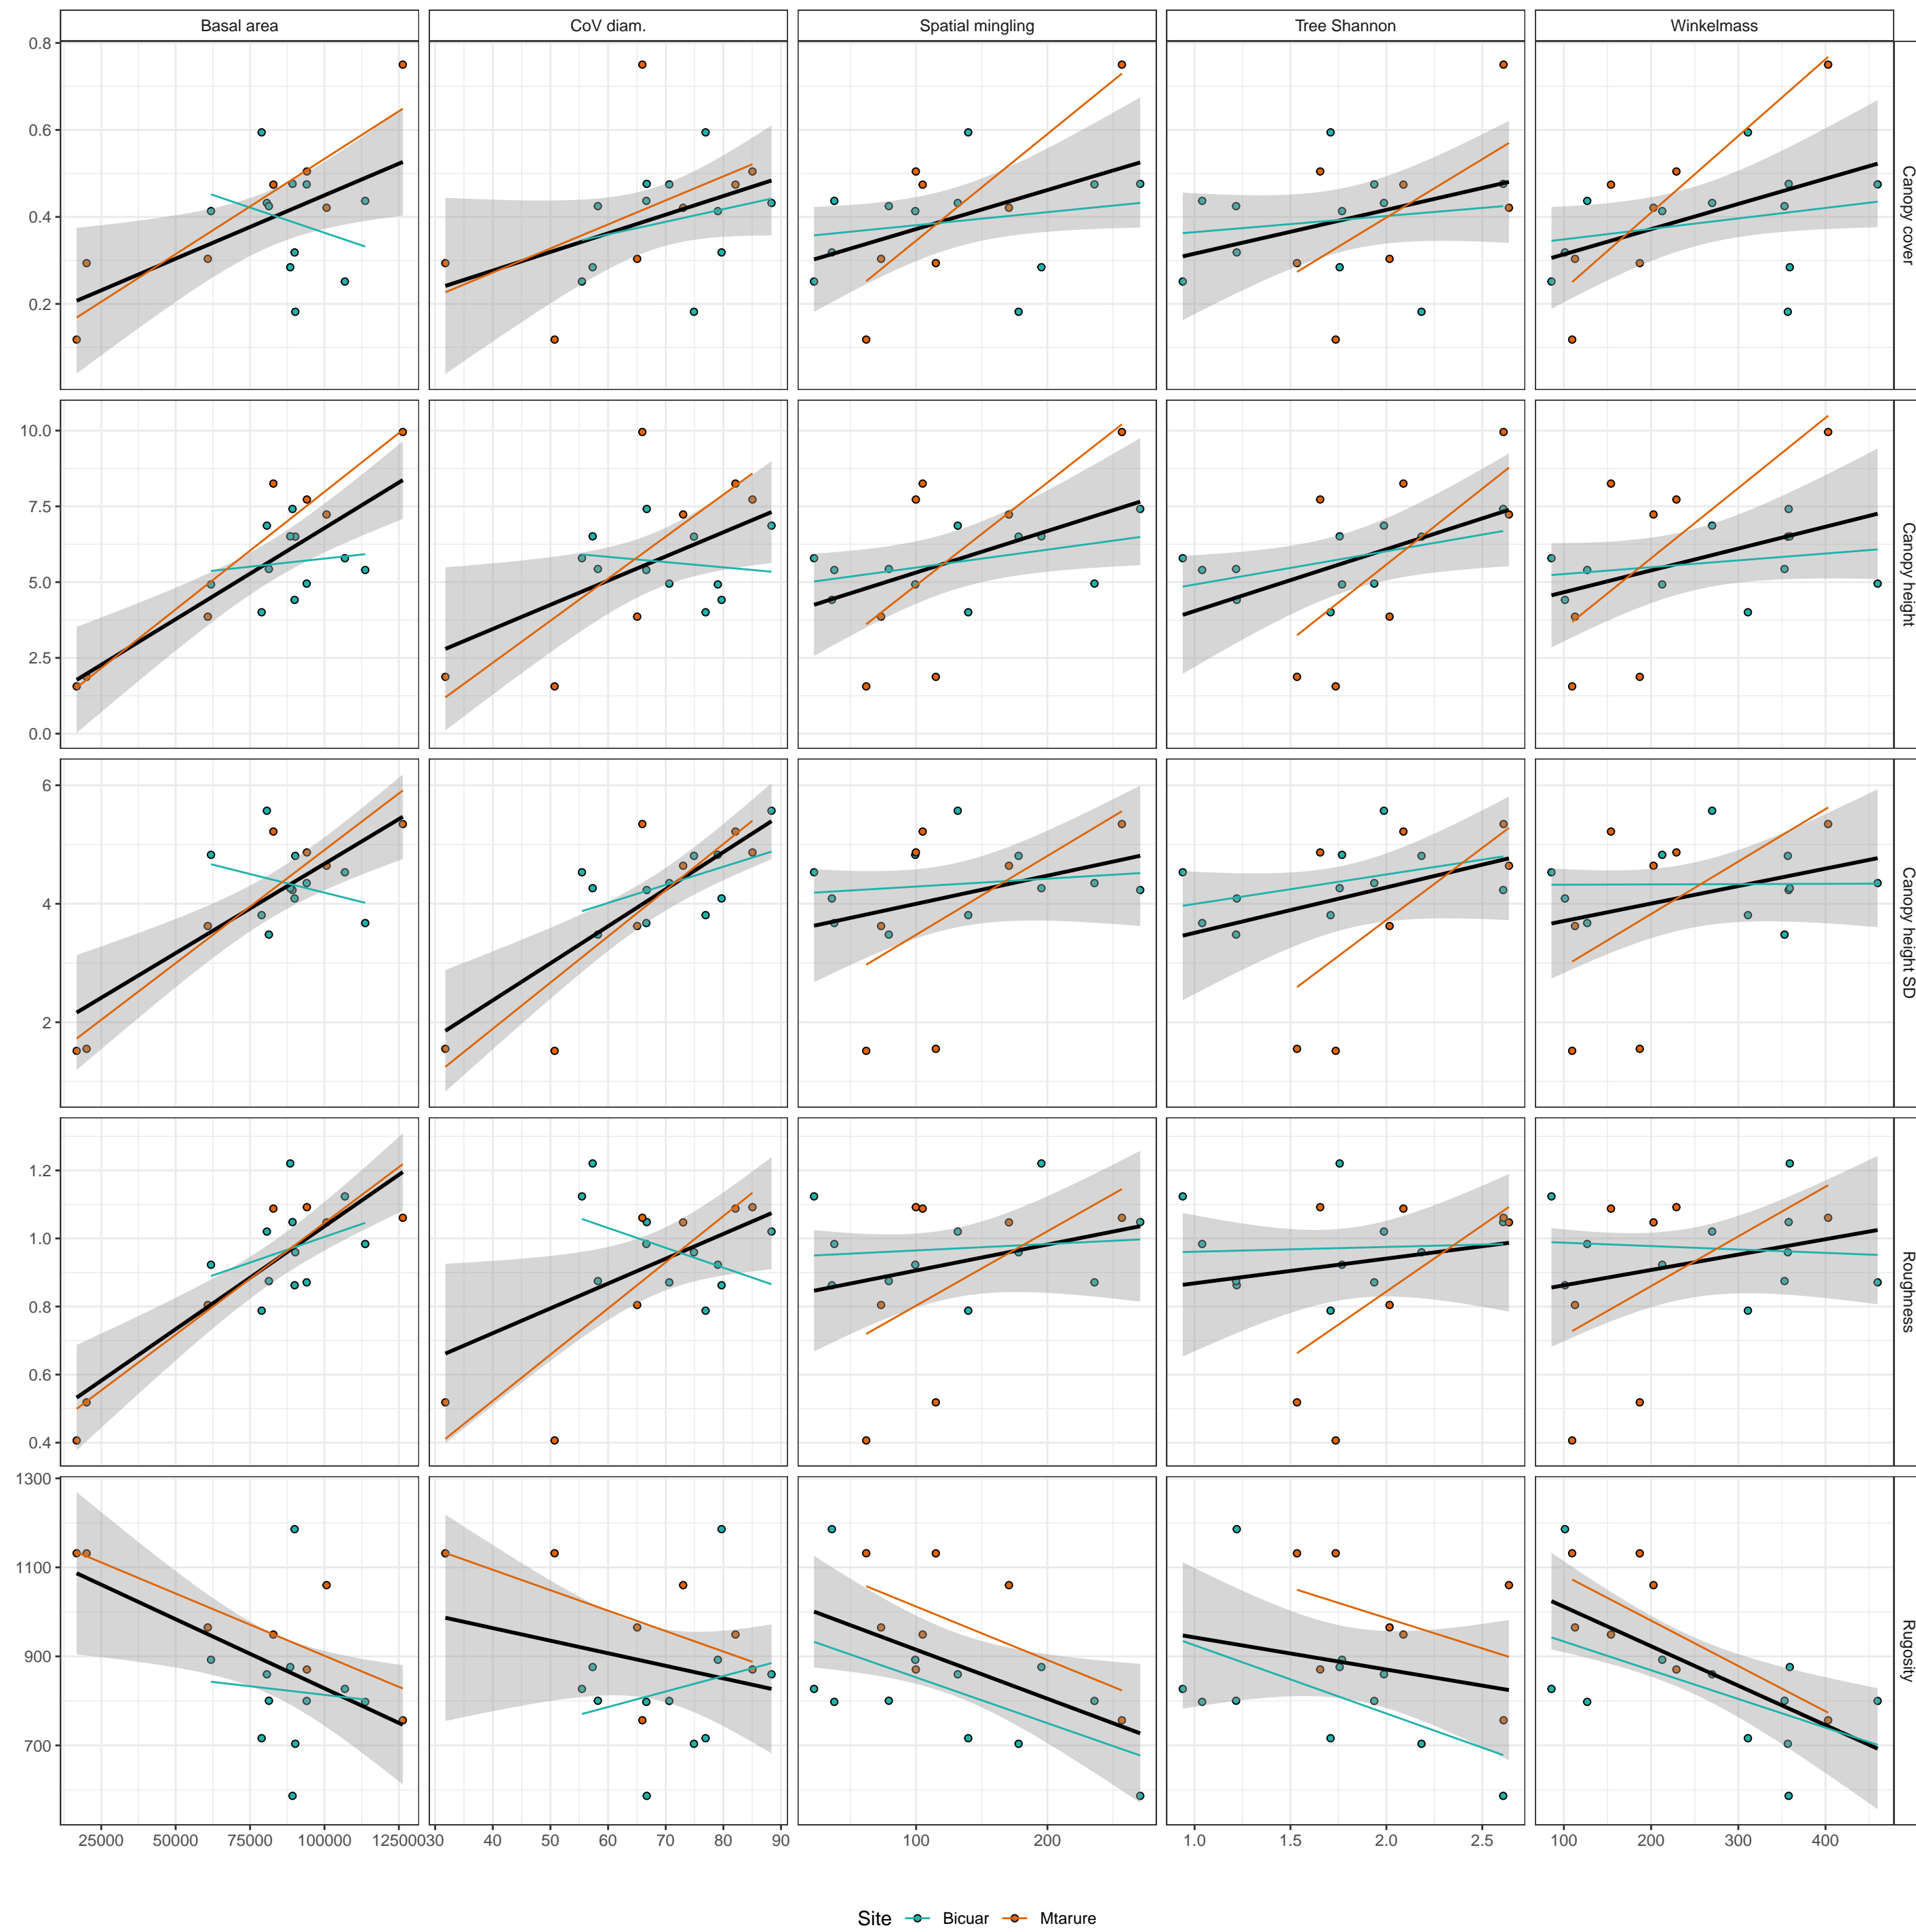 Basal area CoV diam. Spatial mingling Tree Shannon Winkelmass
0.8
0.6
0.4
0.2
Canopy cover
10.0
7.5
5.0
2.5
0.0
Canopy height
6
4
2
Canopy height SD
1.2
1.0
0.8
0.6
0.4
Roughness
1300
1100
900
700
Rugosity
25000 50000 75000 100000 125000 30 40 50 60 70 80 90 100 200 1.0 1.5 2.0 2.5 100 200 300 400
Site Bicuar Mtarure